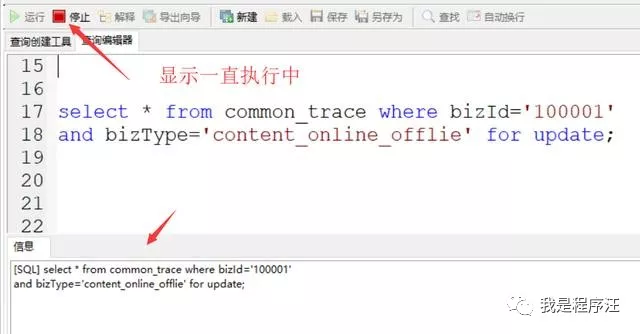 运行 停止 解释 导出向导 新建 载入 保存 另存为 查找 自动换行
查询创建工具 查询编辑器
显示一直执行中
15
16
17 select * from common_trace where bizId='100001'
18 and bizType='content_online_offlie' for update;
19
20
21
22
信息
[SQL] select * from common_trace where bizId='100001'
and bizType='content_online_offlie' for update;
我是程序汪